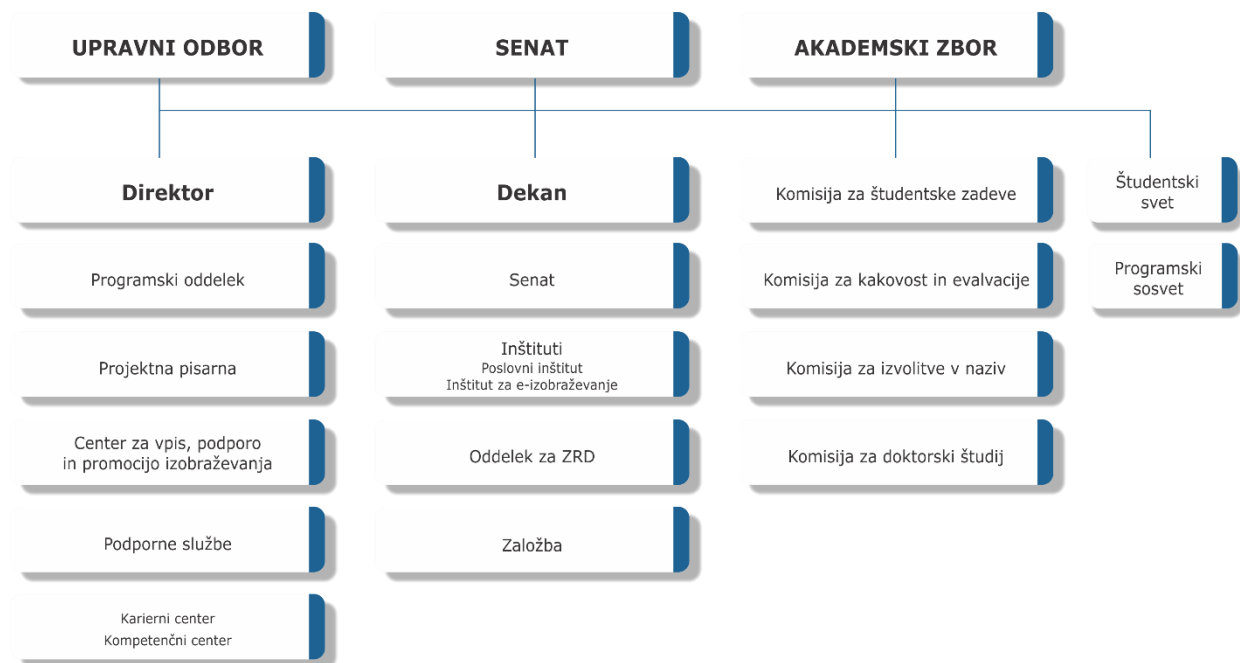 UPRAVNI ODBOR
SENAT
AKADEMSKI ZBOR
Direktor
Programski oddelek
Projektna pisarna
Center za vpis, podporo
in promocijo izobraževanja
Podporne službe
Karierni center
Kompetenčni center
Dekan
Senat
Inštituti
Poslovni inštitut
Inštitut za e-izobraževanje
Oddelek za ZRD
Založba
Komisija za študentske zadeve
Komisija za kakovost in evalvacije
Komisija za izvolitve v naziv
Komisija za doktorski študij
Študentski
svet
Programski
sosvet